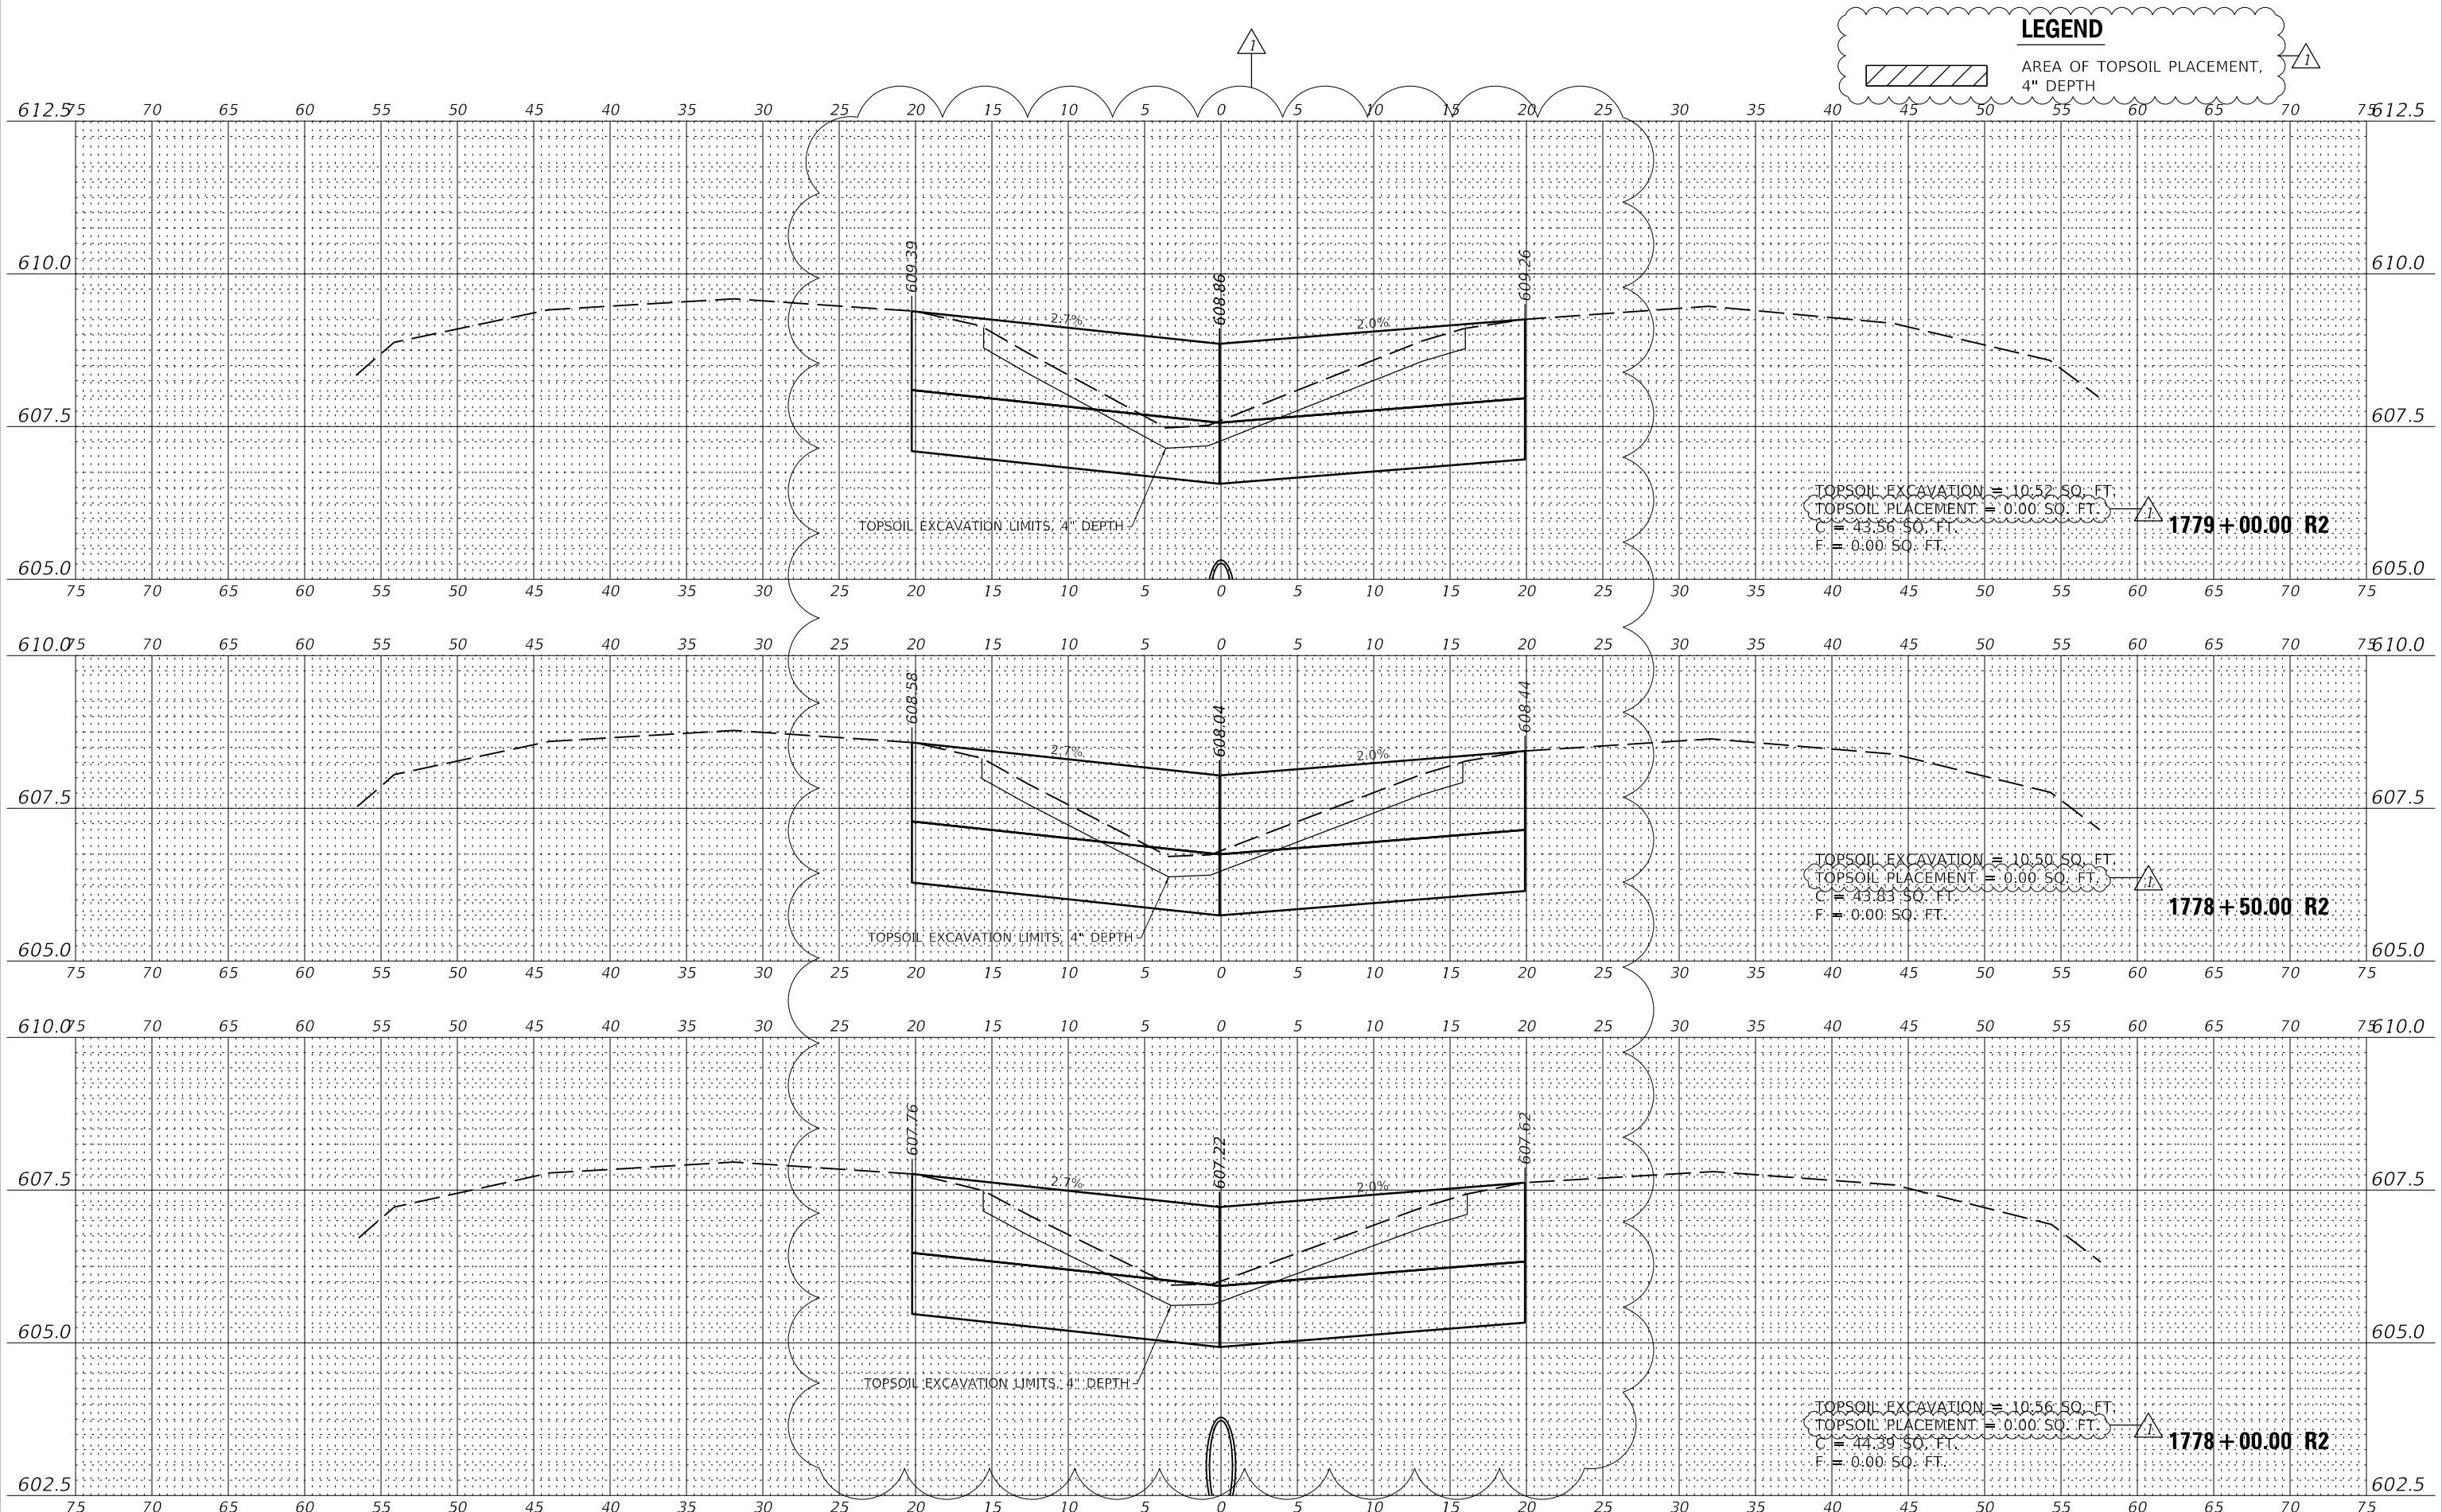 LEGEND
AREA OF TOPSOIL PLACEMENT,
4" DEPTH
1
1
612.5 75 70 65 60 55 50 45 40 35 30 25 20 15 10 5 0 5 10 15 20 25 30 35 40 45 50 55 60 65 70 75 612.5
609.39
608.86
609.26
610.0 610.0
2.7%
2.0%
607.5 607.5
TOPSOIL EXCAVATION LIMITS, 4" DEPTH
TOPSOIL EXCAVATION = 10.52 SQ. FT.
TOPSOIL PLACEMENT = 0.00 SQ. FT.
C = 43.56 SQ. FT.
F = 0.00 SQ. FT.
1
1779+00.00 R2
605.0 605.0
75 70 65 60 55 50 45 40 35 30 25 20 15 10 5 0 5 10 15 20 25 30 35 40 45 50 55 60 65 70 75
610.0 75 70 65 60 55 50 45 40 35 30 25 20 15 10 5 0 5 10 15 20 25 30 35 40 45 50 55 60 65 70 75 610.0
608.58
608.04
608.44
2.7%
2.0%
607.5 607.5
TOPSOIL EXCAVATION LIMITS, 4" DEPTH
TOPSOIL EXCAVATION = 10.50 SQ. FT.
TOPSOIL PLACEMENT = 0.00 SQ. FT.
C = 43.83 SQ. FT.
F = 0.00 SQ. FT.
1
1778+50.00 R2
605.0 605.0
75 70 65 60 55 50 45 40 35 30 25 20 15 10 5 0 5 10 15 20 25 30 35 40 45 50 55 60 65 70 75
610.0 75 70 65 60 55 50 45 40 35 30 25 20 15 10 5 0 5 10 15 20 25 30 35 40 45 50 55 60 65 70 75 610.0
607.76
607.22
607.62
607.5 607.5
2.7%
2.0%
605.0 605.0
TOPSOIL EXCAVATION LIMITS, 4" DEPTH
TOPSOIL EXCAVATION = 10.56 SQ. FT.
TOPSOIL PLACEMENT = 0.00 SQ. FT.
C = 44.39 SQ. FT.
F = 0.00 SQ. FT.
1
1778+00.00 R2
602.5 602.5
75 70 65 60 55 50 45 40 35 30 25 20 15 10 5 0 5 10 15 20 25 30 35 40 45 50 55 60 65 70 75